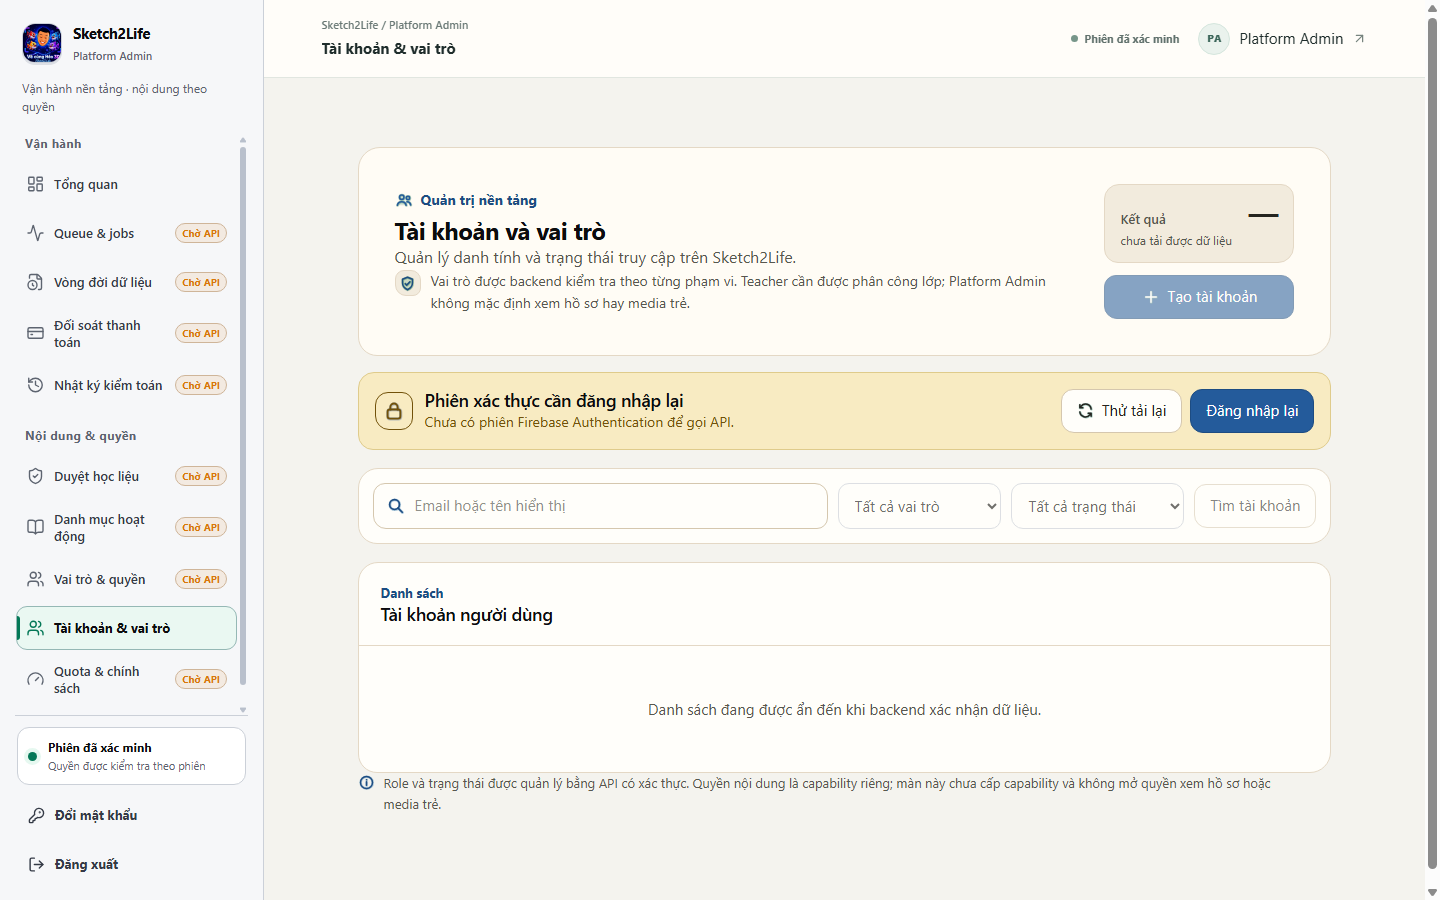 Sketch2Life
Platform Admin
Vận hành nền tảng · nội dung theo
quyền
Vận hành
Tổng quan
Queue & jobs
Chờ API
Vòng đời dữ liệu
Chờ API
Đối soát thanh
toán
Chờ API
Nhật ký kiểm toán
Chờ API
Nội dung & quyền
Duyệt học liệu
Chờ API
Danh mục hoạt
động
Chờ API
Vai trò & quyền
Chờ API
Tài khoản & vai trò
Quota & chính
sách
Chờ API
Phiên đã xác minh
Quyền được kiểm tra theo phiên
Đổi mật khẩu
Đăng xuất
Sketch2Life / Platform Admin
Tài khoản & vai trò
Phiên đã xác minh
PA
Platform Admin
Quản trị nền tảng
Tài khoản và vai trò
Quản lý danh tính và trạng thái truy cập trên Sketch2Life.
Vai trò được backend kiểm tra theo từng phạm vi. Teacher cần được phân công lớp; Platform Admin
không mặc định xem hồ sơ hay media trẻ.
Kết quả
—
chưa tải được dữ liệu
Tạo tài khoản
Phiên xác thực cần đăng nhập lại
Chưa có phiên Firebase Authentication để gọi API.
Thử tải lại
Đăng nhập lại
Email hoặc tên hiển thị
Tất cả vai trò
Tất cả trạng thái
Tìm tài khoản
Danh sách
Tài khoản người dùng
Danh sách đang được ẩn đến khi backend xác nhận dữ liệu.
Role và trạng thái được quản lý bằng API có xác thực. Quyền nội dung là capability riêng; màn này chưa cấp capability và không mở quyền xem hồ sơ hoặc
media trẻ.